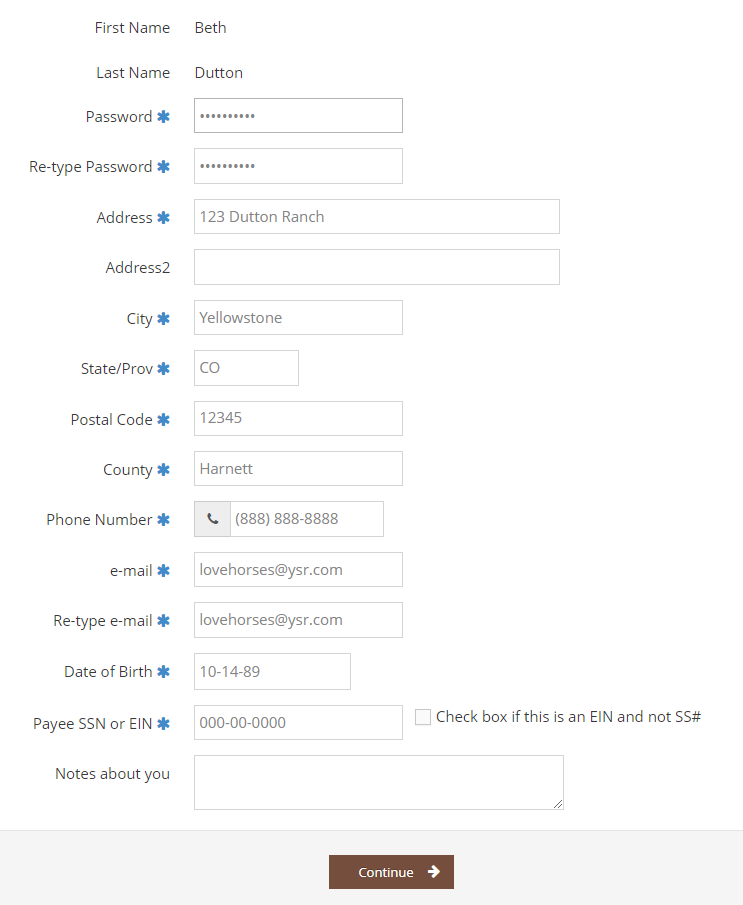 First Name Beth
Last Name Dutton
Password ✱ ••••••••••
Re-type Password ✱ ••••••••••
Address ✱ 123 Dutton Ranch
Address2
City ✱ Yellowstone
State/Prov ✱ CO
Postal Code ✱ 12345
County ✱ Harnett
Phone Number ✱ (888) 888-8888
e-mail ✱ lovehorses@ysr.com
Re-type e-mail ✱ lovehorses@ysr.com
Date of Birth ✱ 10-14-89
Payee SSN or EIN ✱ 000-00-0000 Check box if this is an EIN and not SS#
Notes about you
Continue